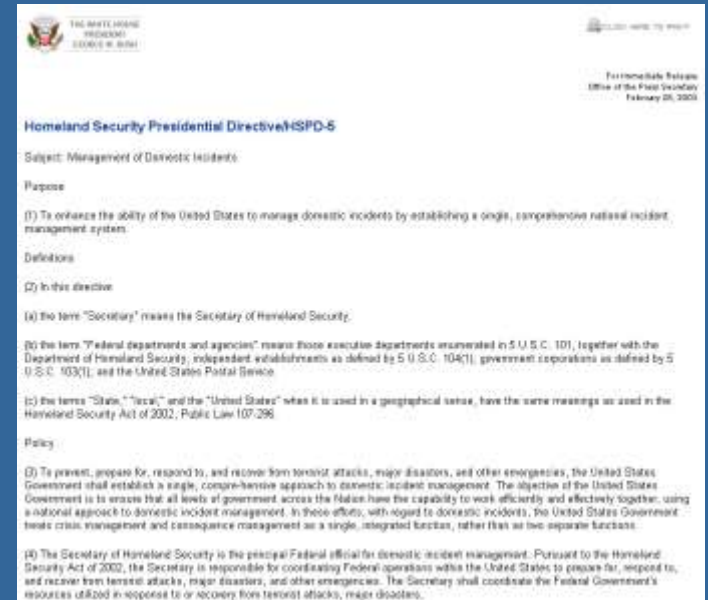 THE WHITE HOUSE
PRESIDENT
GEORGE W. BUSH
CLICK HERE TO PRINT
For Immediate Release
Office of the Press Secretary
February 28, 2003
Homeland Security Presidential Directive/HSPD-5
Subject: Management of Domestic Incidents
Purpose
(1) To enhance the ability of the United States to manage domestic incidents by establishing a single, comprehensive national incident
management system.
Definitions
(2) In this directive:
(a) the term "Secretary" means the Secretary of Homeland Security.
(b) the term "Federal departments and agencies" means those executive departments enumerated in 5 U.S.C. 101, together with the
Department of Homeland Security; independent establishments as defined by 5 U.S.C. 104(1); government corporations as defined by 5
U.S.C. 103(1); and the United States Postal Service.
(c) the terms "State," "local," and the "United States" when it is used in a geographical sense, have the same meanings as used in the
Homeland Security Act of 2002, Public Law 107-296.
Policy
(3) To prevent, prepare for, respond to, and recover from terrorist attacks, major disasters, and other emergencies, the United States
Government shall establish a single, compre-hensive approach to domestic incident management. The objective of the United States
Government is to ensure that all levels of government across the Nation have the capability to work efficiently and effectively together, using
a national approach to domestic incident management. In these efforts, with regard to domestic incidents, the United States Government
treats crisis management and consequence management as a single, integrated function, rather than as two separate functions.
(4) The Secretary of Homeland Security is the principal Federal official for domestic incident management. Pursuant to the Homeland
Security Act of 2002, the Secretary is responsible for coordinating Federal operations within the United States to prepare for, respond to,
and recover from terrorist attacks, major disasters, and other emergencies. The Secretary shall coordinate the Federal Government's
resources utilized in response to or recovery from terrorist attacks, major disasters,